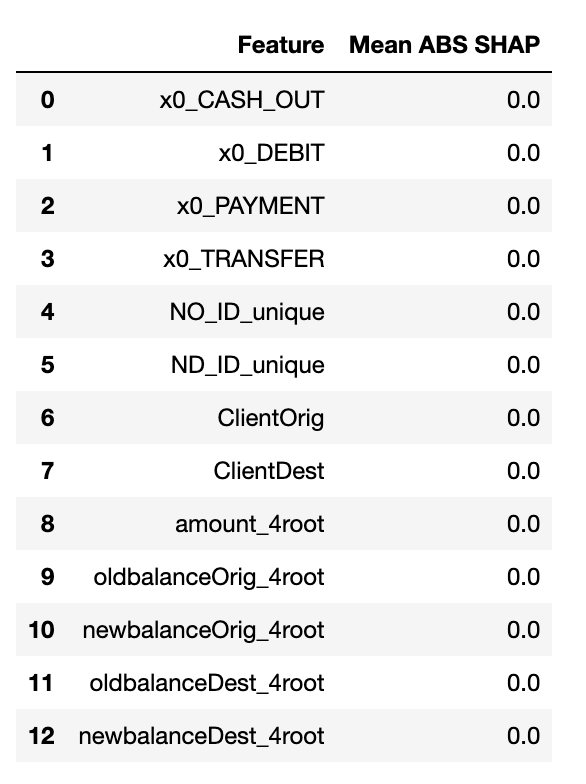 Feature Mean ABS SHAP
0 x0_CASH_OUT 0.0
1 x0_DEBIT 0.0
2 x0_PAYMENT 0.0
3 x0_TRANSFER 0.0
4 NO_ID_unique 0.0
5 ND_ID_unique 0.0
6 ClientOrig 0.0
7 ClientDest 0.0
8 amount_4root 0.0
9 oldbalanceOrig_4root 0.0
10 newbalanceOrig_4root 0.0
11 oldbalanceDest_4root 0.0
12 newbalanceDest_4root 0.0